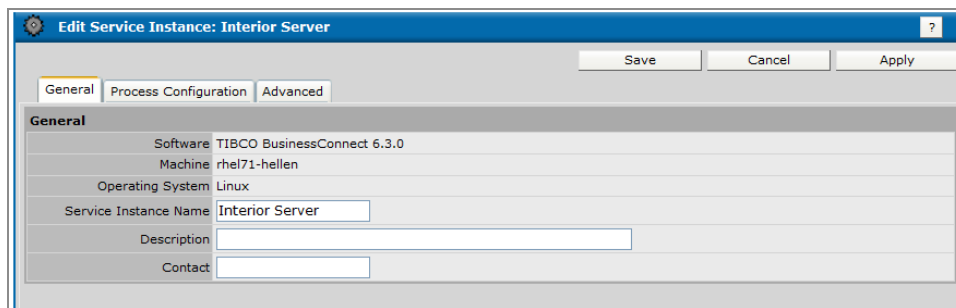 Edit Service Instance: Interior Server ?
Save Cancel Apply
General Process Configuration Advanced
General
Software TIBCO BusinessConnect 6.3.0
Machine rhel71-hellen
Operating System Linux
Service Instance Name Interior Server
Description
Contact